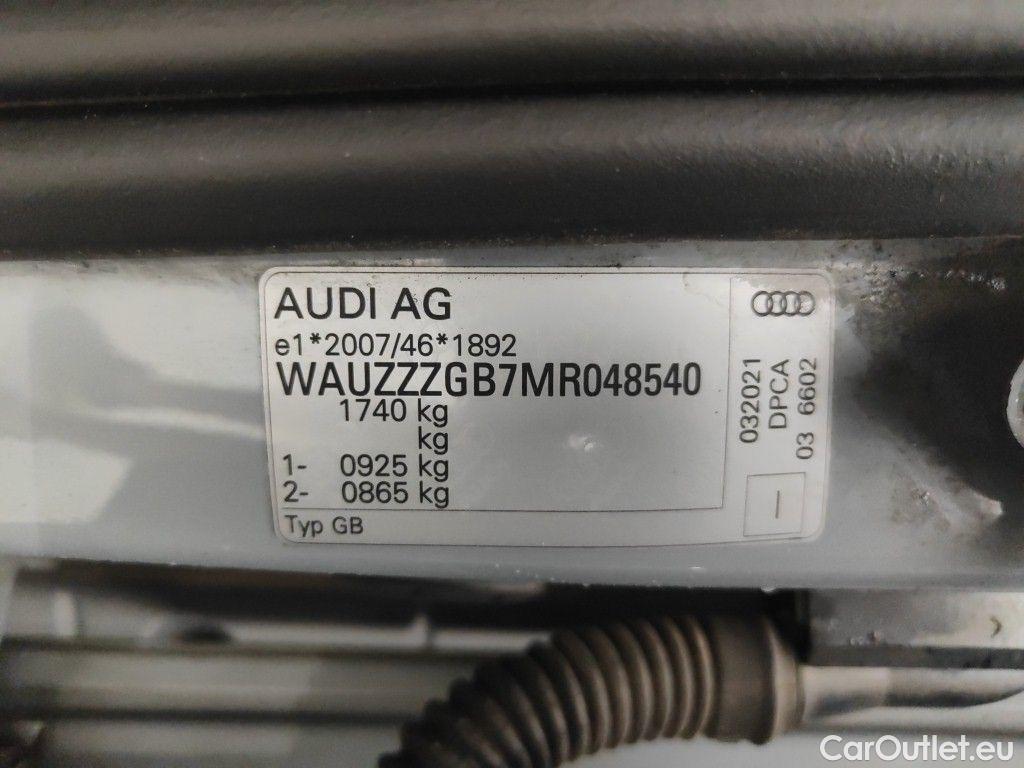 AUDI AG
e1*2007/46*1892
WAUZZZGB7MR048540
1740 kg
kg
1- 0925 kg
2- 0865 kg
Typ GB
032021
DPCA
03 6602
CarOutlet.eu